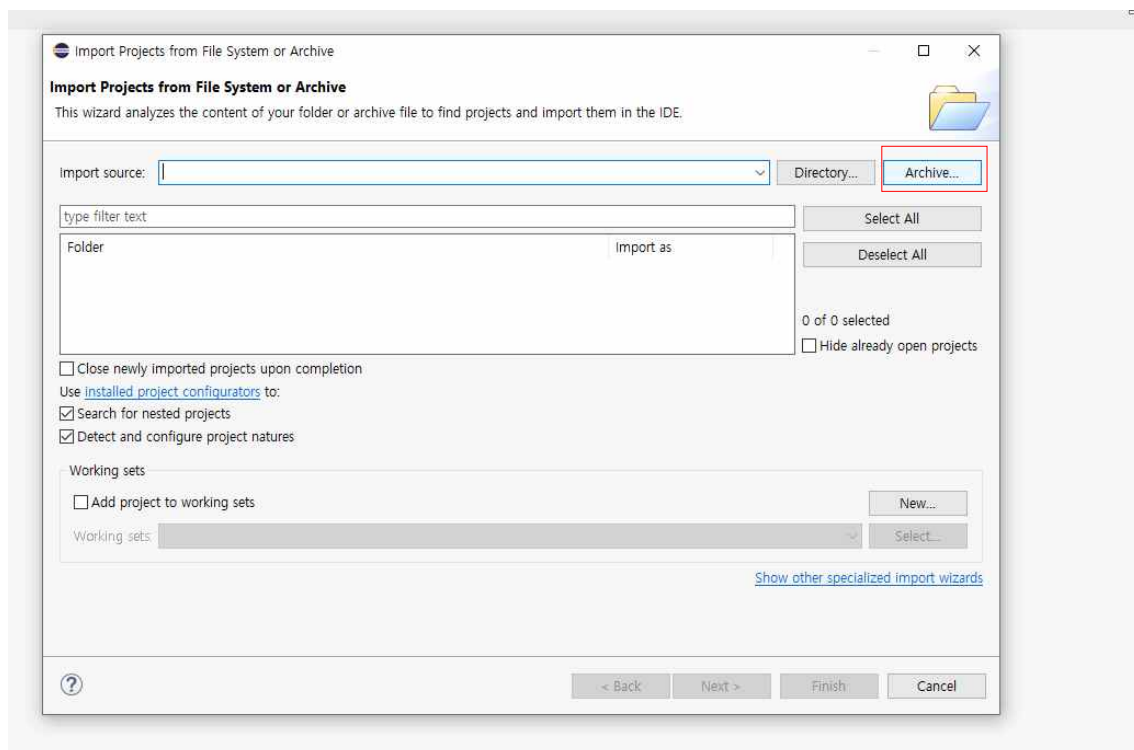 Import Projects from File System or Archive
Import Projects from File System or Archive
This wizard analyzes the content of your folder or archive file to find projects and import them in the IDE.
Import source: Directory... Archive...
type filter text Select All
Folder Import as Deselect All
0 of 0 selected
Hide already open projects
Close newly imported projects upon completion
Use installed project configurators to:
Search for nested projects
Detect and configure project natures
Working sets
Add project to working sets New...
Working sets: Select...
Show other specialized import wizards
? < Back Next > Finish Cancel